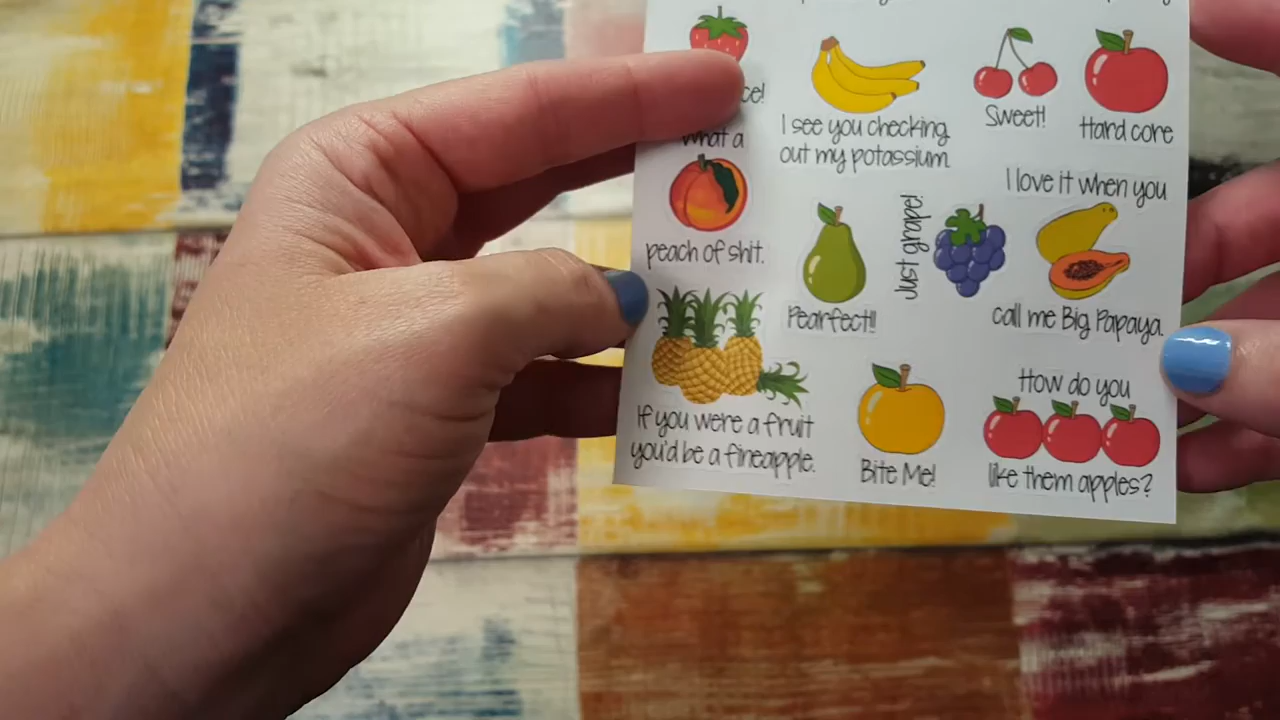 What a
peach of shit.
I see you checking
out my potassium.
Sweet!
Hard core
I love it when you
call me Big Papaya.
Just grape!
Pearfect!!
If you were a fruit
you'd be a fineapple.
Bite Me!
How do you
like them apples?